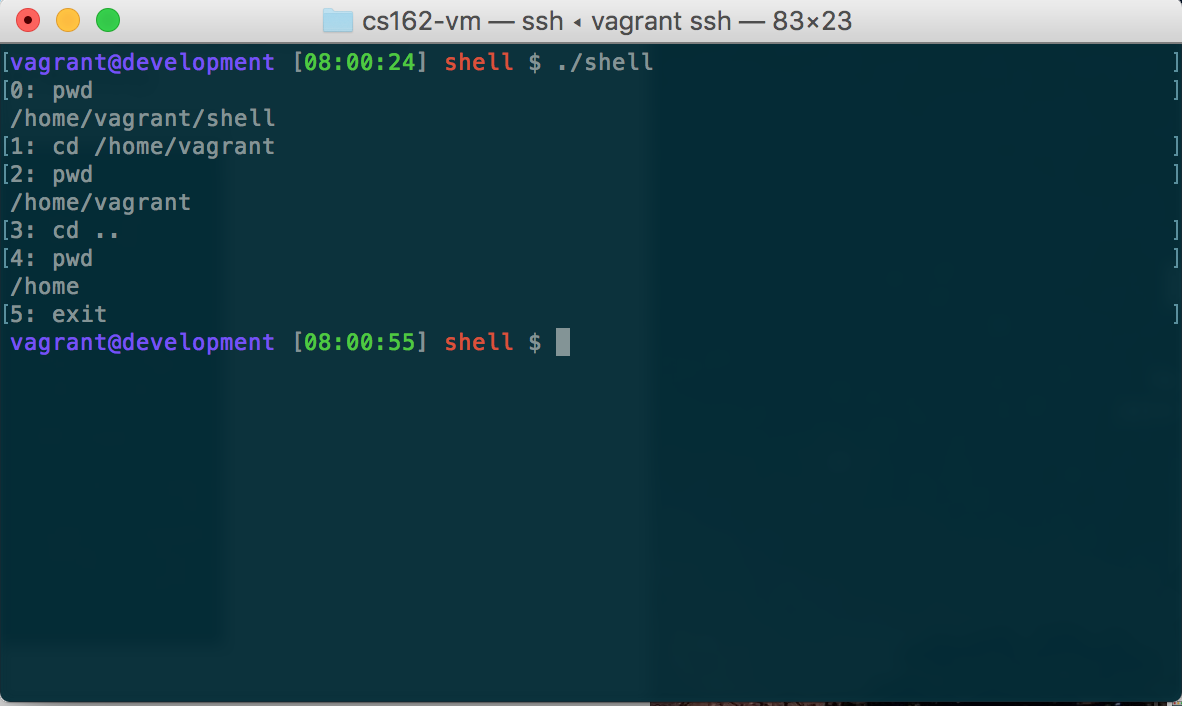 cs162-vm — ssh ◂ vagrant ssh — 83×23
[vagrant@development [08:00:24] shell $ ./shell ]
[0: pwd ]
/home/vagrant/shell
[1: cd /home/vagrant ]
[2: pwd ]
/home/vagrant
[3: cd .. ]
[4: pwd ]
/home
[5: exit ]
vagrant@development [08:00:55] shell $